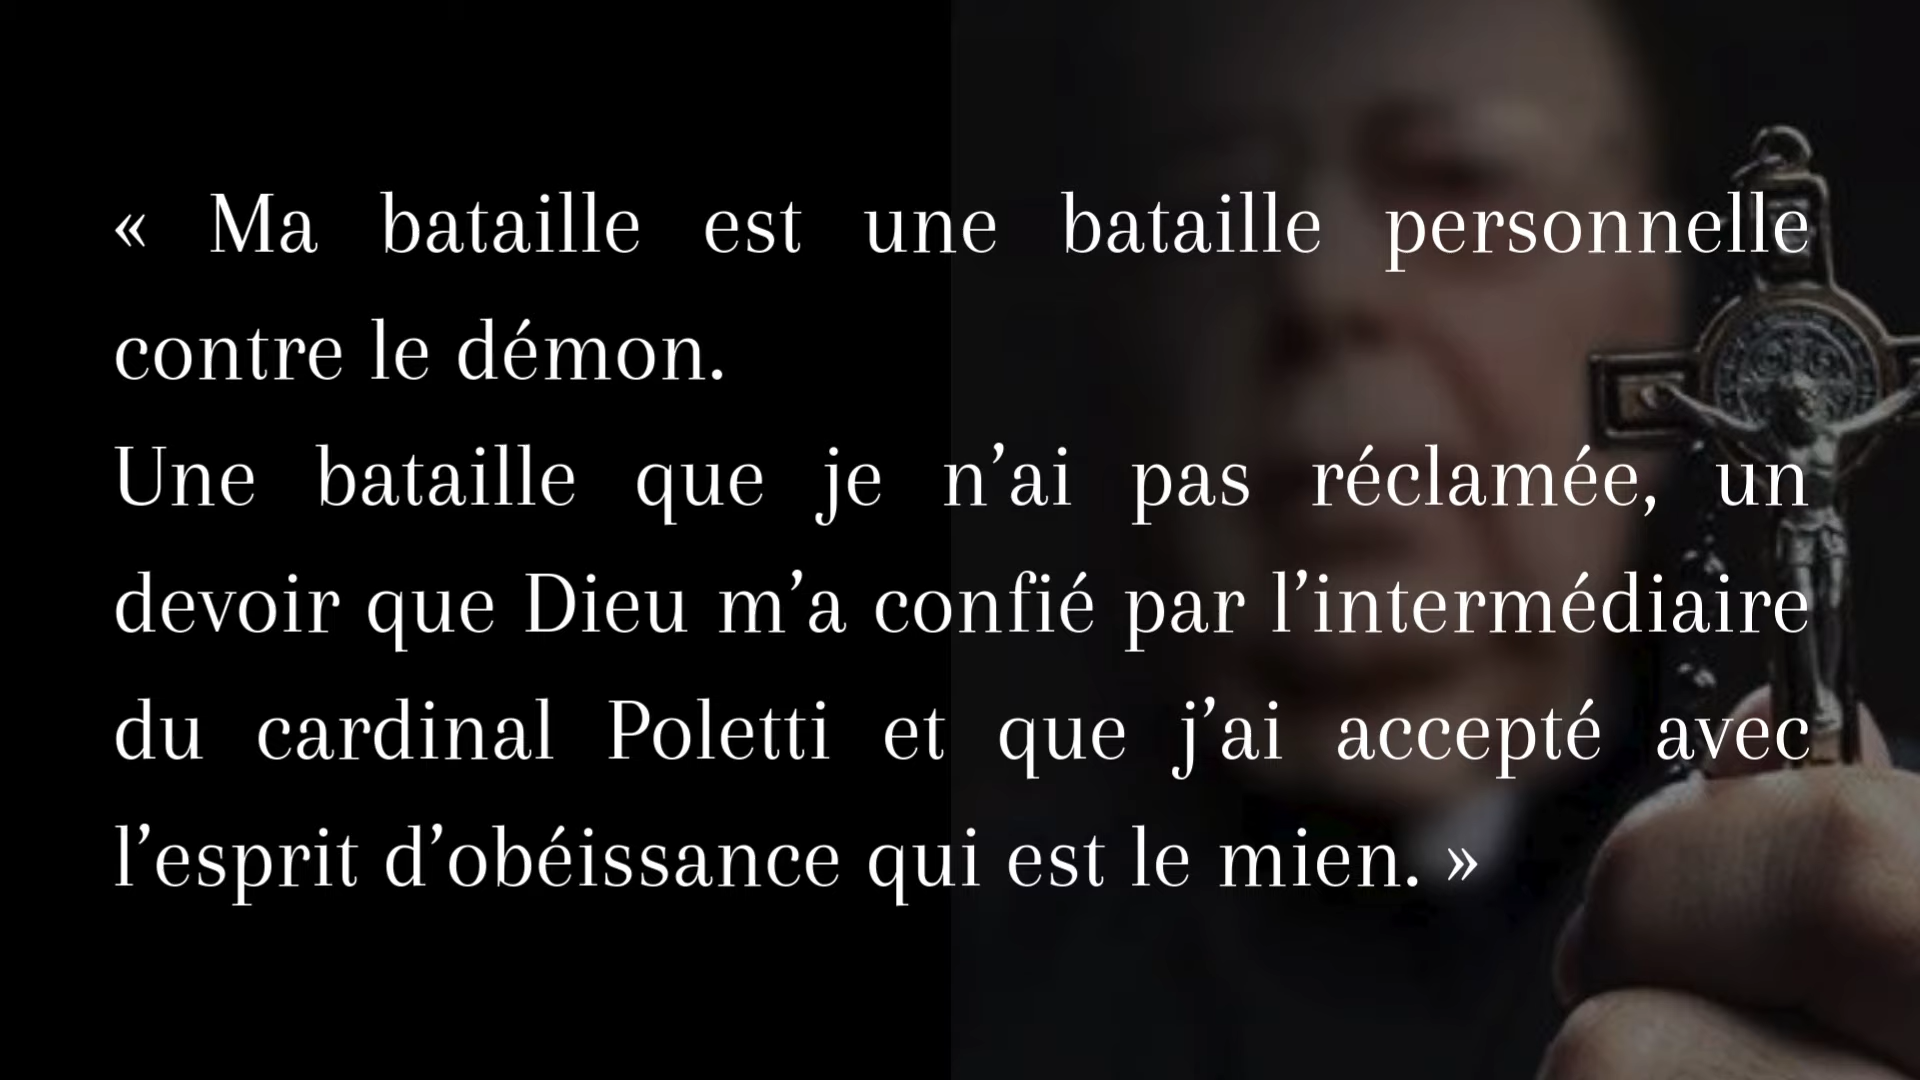 « Ma bataille est une bataille personnelle
contre le démon.
Une bataille que je n’ai pas réclamée, un
devoir que Dieu m’a confié par l’intermédiaire
du cardinal Poletti et que j’ai accepté avec
l’esprit d’obéissance qui est le mien. »